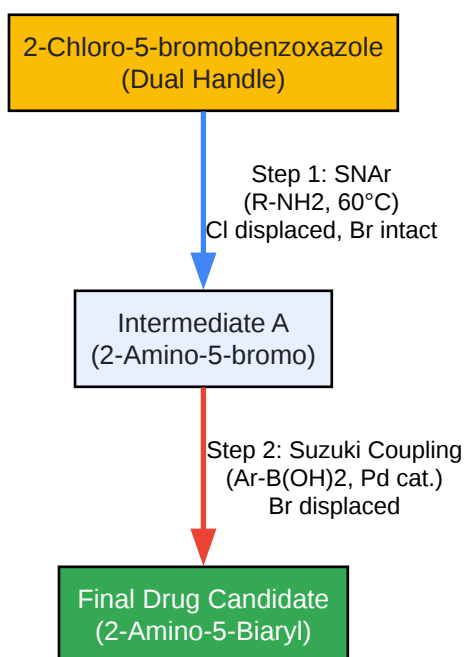 2-Chloro-5-bromobenzoxazole
(Dual Handle)
Step 1: SNAr
(R-NH2, 60°C)
Cl displaced, Br intact
Intermediate A
(2-Amino-5-bromo)
Step 2: Suzuki Coupling
(Ar-B(OH)2, Pd cat.)
Br displaced
Final Drug Candidate
(2-Amino-5-Biaryl)